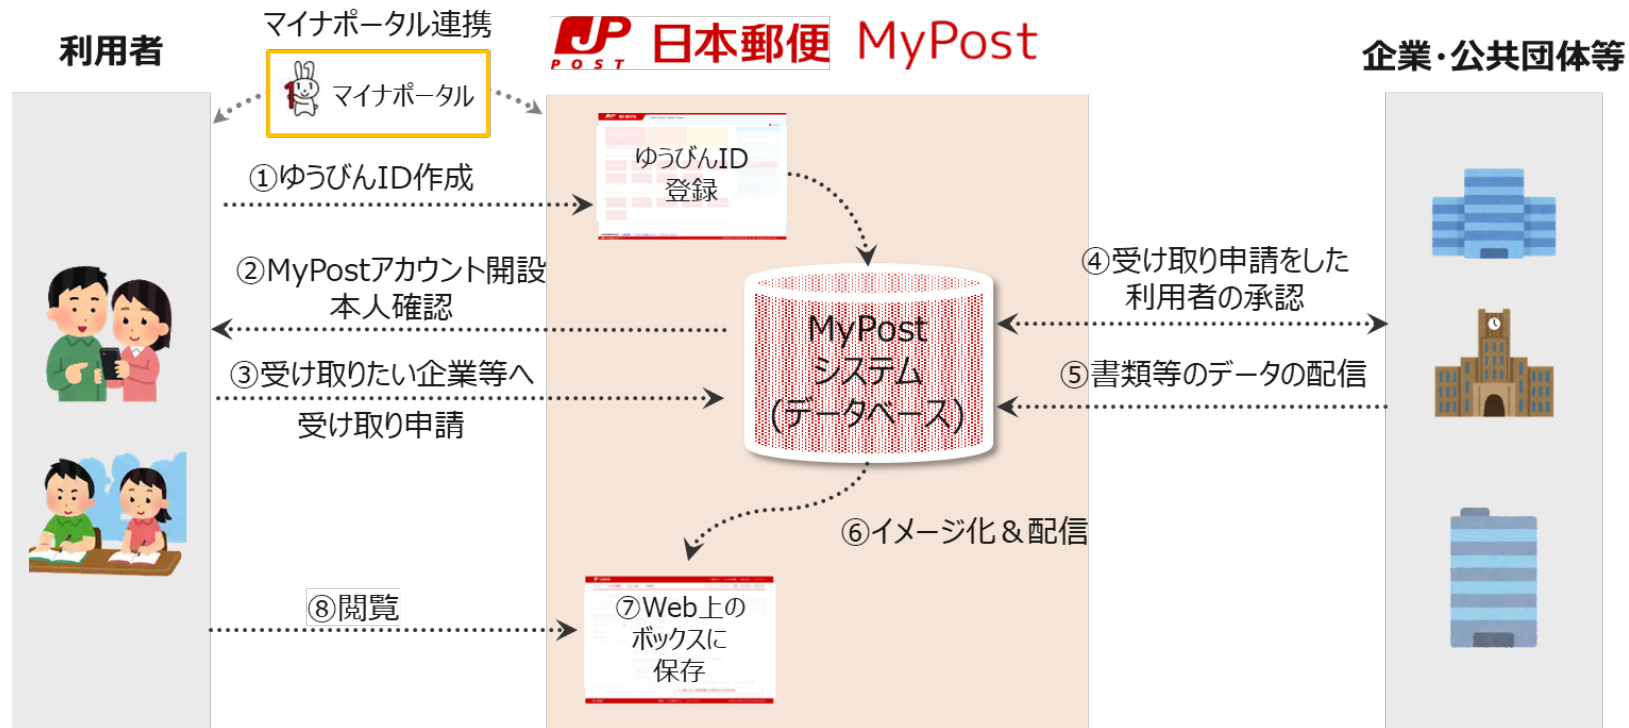 利用者
マイナポータル連携
マイナポータル
JP
POST
日本郵便
MyPost
企業・公共団体等
①ゆうびんID作成
ゆうびんID
登録
②MyPostアカウント開設
本人確認
③受け取りたい企業等へ
受け取り申請
MyPost
システム
(データベース)
④受け取り申請をした
利用者の承認
⑤書類等のデータの配信
⑥イメージ化&配信
⑦Web上の
ボックスに
保存
⑧閲覧